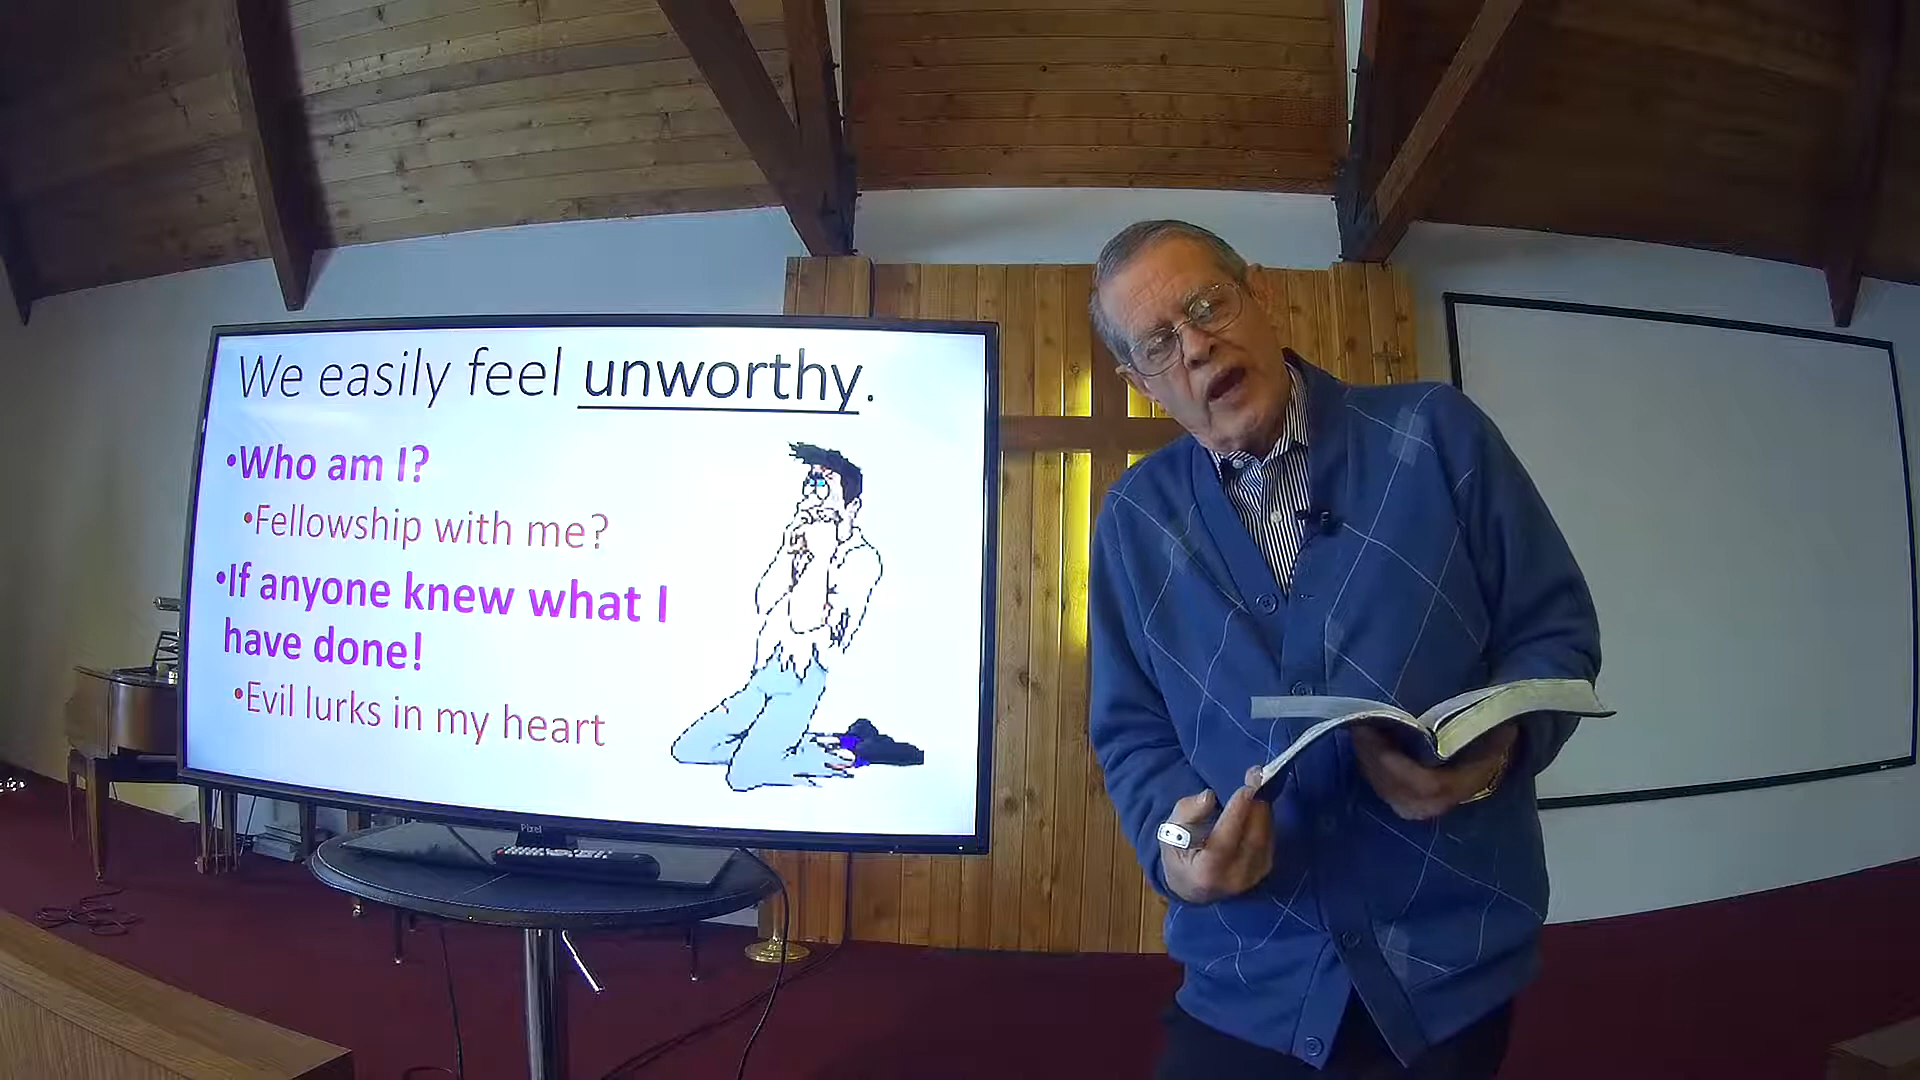 We easily feel unworthy.
•Who am I?
•Fellowship with me?
•If anyone knew what I
have done!
•Evil lurks in my heart
Pixel